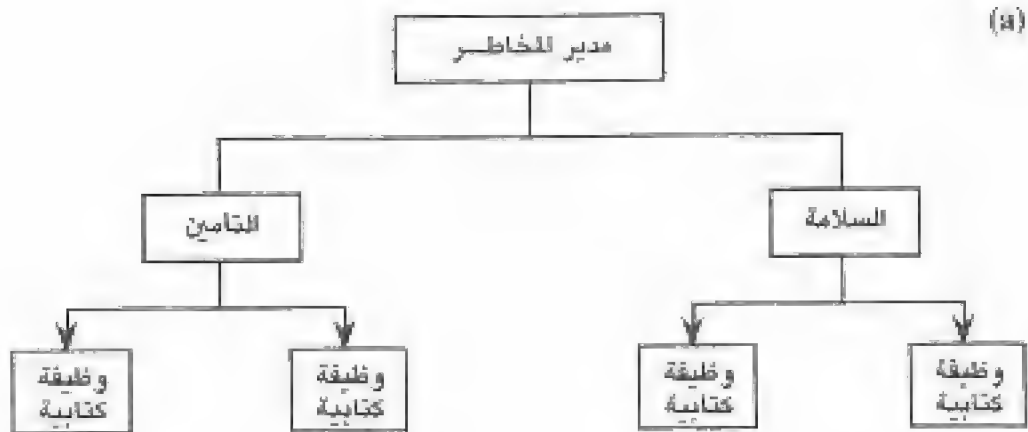 (a)
مدير المخاطر
السلامة
التأمين
وظيفة
كتابية
وظيفة
كتابية
وظيفة
كتابية
وظيفة
كتابية